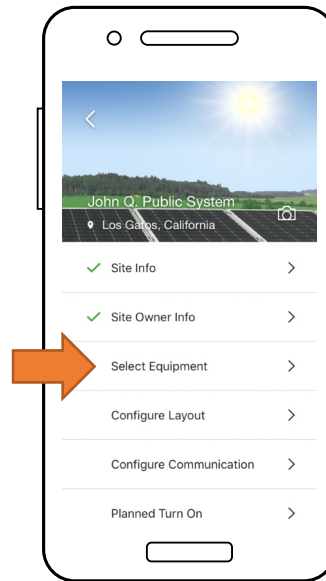 John Q. Public System
Los Gatos, California
Site Info
Site Owner Info
Select Equipment
Configure Layout
Configure Communication
Planned Turn On